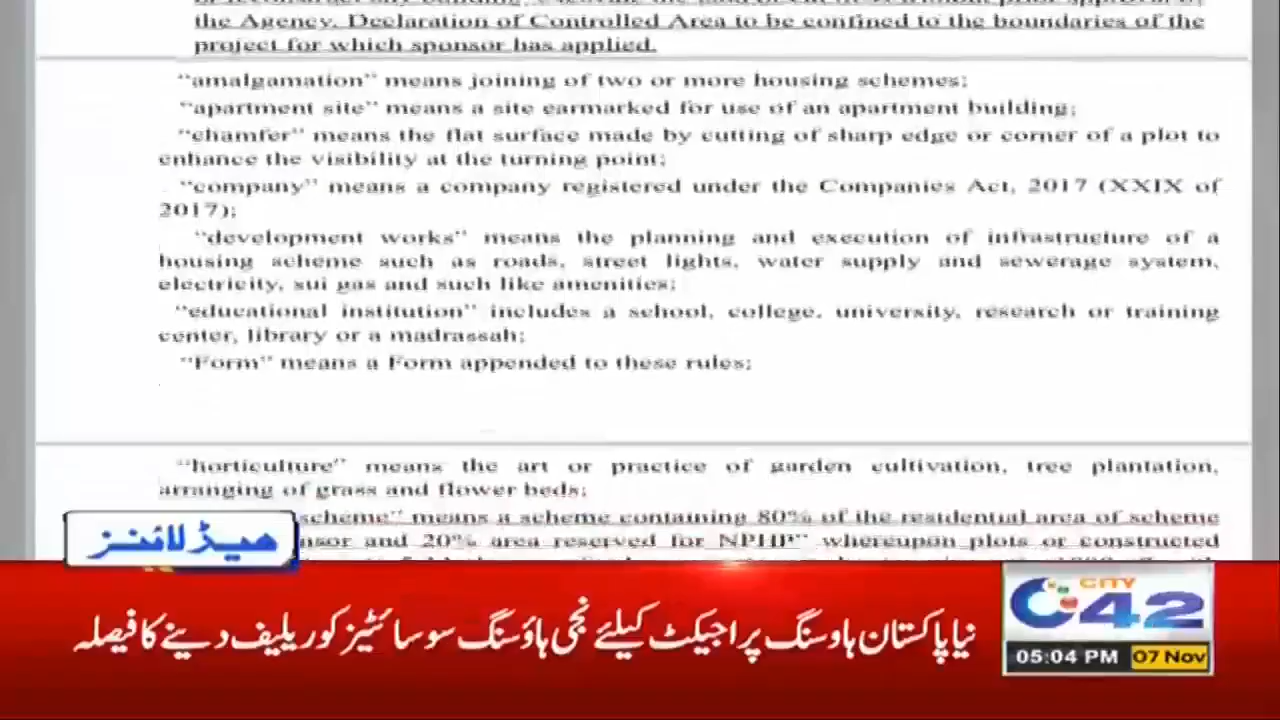 the Agency. Declaration of Controlled Area to be confined to the boundaries of the
project for which sponsor has applied.
"amalgamation" means joining of two or more housing schemes;
"apartment site" means a site earmarked for use of an apartment building;
"chamfer" means the flat surface made by cutting of sharp edge or corner of a plot to
enhance the visibility at the turning point;
"company" means a company registered under the Companies Act, 2017 (XXIX of
2017);
"development works" means the planning and execution of infrastructure of a
housing scheme such as roads, street lights, water supply and sewerage system,
electricity, sui gas and such like amenities;
"educational institution" includes a school, college, university, research or training
center, library or a madrassah;
"Form" means a Form appended to these rules;
"horticulture" means the art or practice of garden cultivation, tree plantation,
arranging of grass and flower beds;
scheme" means a scheme containing 80% of the residential area of scheme
nsor and 20% area reserved for NPHP" whereupon plots or constructed
ھیڈلائنز
نیا پاکستان ہاوسنگ پراجیکٹ کیلئے نجی ہاؤسنگ سوسائٹیز کو ریلیف دینے کا فیصلہ
CITY
42
05:04 PM 07 Nov